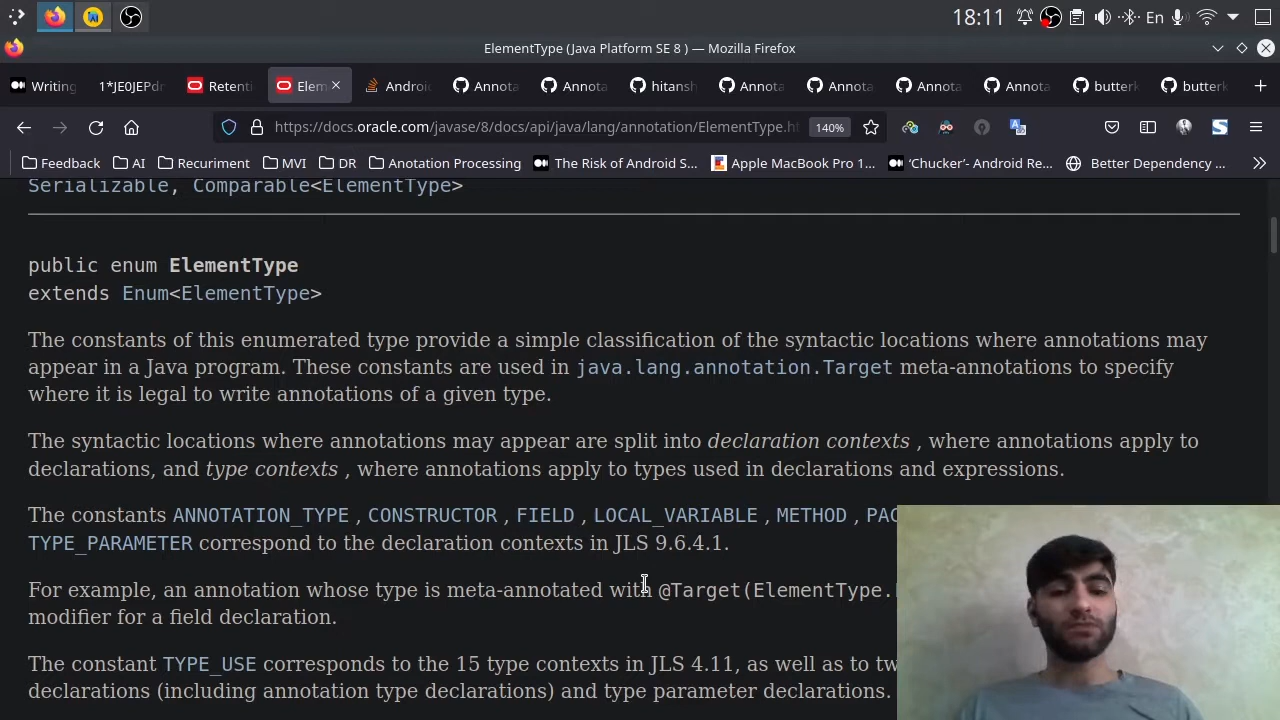 18:11
En
ElementType (Java Platform SE 8 ) — Mozilla Firefox
Writing
1*JE0JEPdr
Retenti
Elem
Androi
Annota
Annota
hitansh
Annota
Annota
Annota
Annota
butterk
butterk
https://docs.oracle.com/javase/8/docs/api/java/lang/annotation/ElementType.ht
140%
Feedback
AI
Recruriment
MVI
DR
Anotation Processing
The Risk of Android S...
Apple MacBook Pro 1...
‘Chucker’- Android Re...
Better Dependency ...
Serializable, Comparable<ElementType>
public enum ElementType
extends Enum<ElementType>
The constants of this enumerated type provide a simple classification of the syntactic locations where annotations may
appear in a Java program. These constants are used in java.lang.annotation.Target meta-annotations to specify
where it is legal to write annotations of a given type.
The syntactic locations where annotations may appear are split into declaration contexts , where annotations apply to
declarations, and type contexts , where annotations apply to types used in declarations and expressions.
The constants ANNOTATION_TYPE , CONSTRUCTOR , FIELD , LOCAL_VARIABLE , METHOD , PAC
TYPE_PARAMETER correspond to the declaration contexts in JLS 9.6.4.1.
For example, an annotation whose type is meta-annotated with @Target(ElementType.
modifier for a field declaration.
The constant TYPE_USE corresponds to the 15 type contexts in JLS 4.11, as well as to tw
declarations (including annotation type declarations) and type parameter declarations.